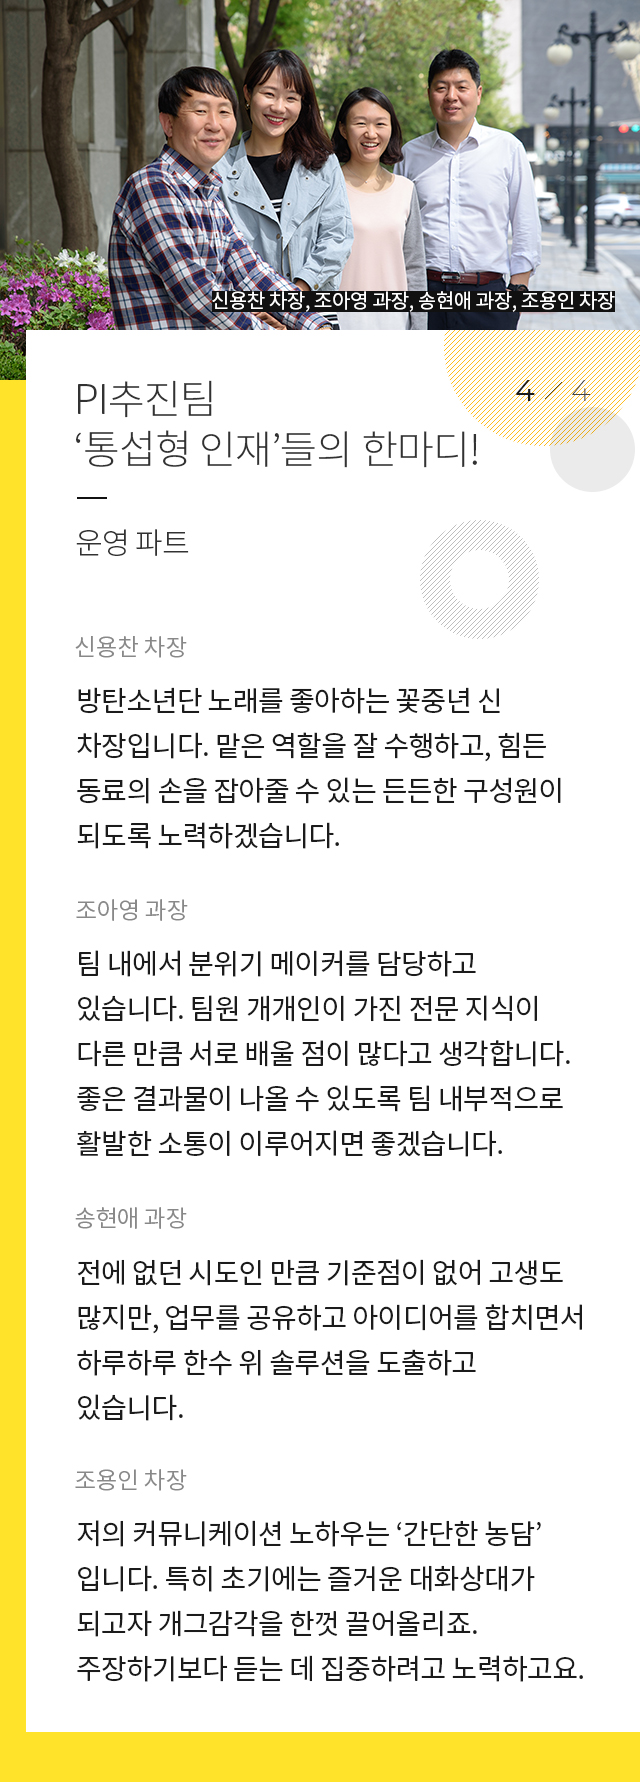 신용찬 차장, 조아영 과장, 송현애 과장, 조용인 차장
PI추진팀
4 / 4
‘통섭형 인재’들의 한마디!
운영 파트
신용찬 차장
방탄소년단 노래를 좋아하는 꽃중년 신
차장입니다. 맡은 역할을 잘 수행하고, 힘든
동료의 손을 잡아줄 수 있는 든든한 구성원이
되도록 노력하겠습니다.
조아영 과장
팀 내에서 분위기 메이커를 담당하고
있습니다. 팀원 개개인이 가진 전문 지식이
다른 만큼 서로 배울 점이 많다고 생각합니다.
좋은 결과물이 나올 수 있도록 팀 내부적으로
활발한 소통이 이루어지면 좋겠습니다.
송현애 과장
전에 없던 시도인 만큼 기준점이 없어 고생도
많지만, 업무를 공유하고 아이디어를 합치면서
하루하루 한수 위 솔루션을 도출하고
있습니다.
조용인 차장
저의 커뮤니케이션 노하우는 ‘간단한 농담’
입니다. 특히 초기에는 즐거운 대화상대가
되고자 개그감각을 한껏 끌어올리죠.
주장하기보다 듣는 데 집중하려고 노력하고요.